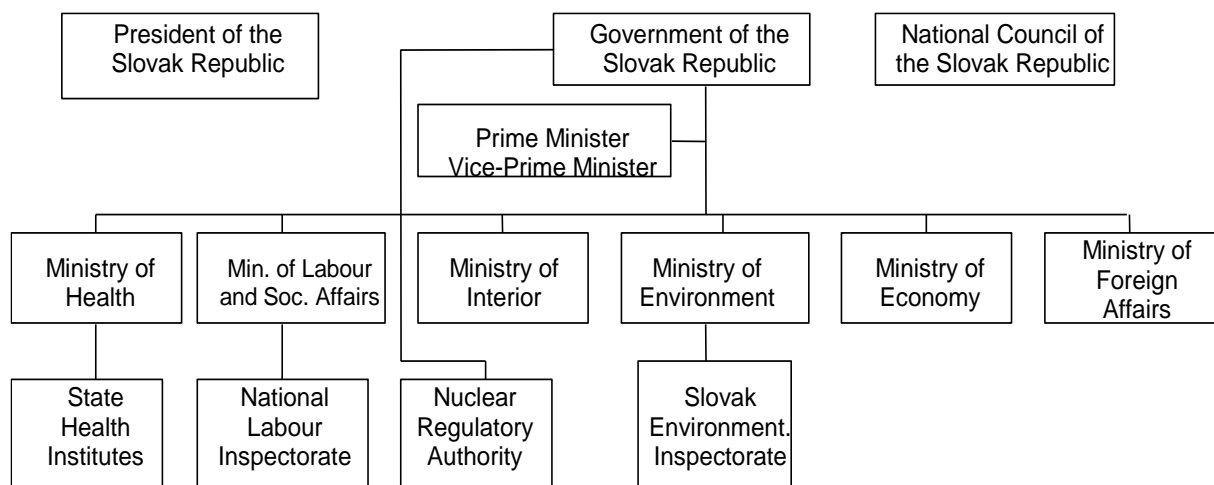 President of the
Slovak Republic
Government of the
Slovak Republic
National Council of
the Slovak Republic
Prime Minister
Vice-Prime Minister
Ministry of
Health
Min. of Labour
and Soc. Affairs
Ministry of
Interior
Ministry of
Environment
Ministry of
Economy
Ministry of
Foreign
Affairs
State
Health
Institutes
National
Labour
Inspectorate
Nuclear
Regulatory
Authority
Slovak
Environment.
Inspectorate